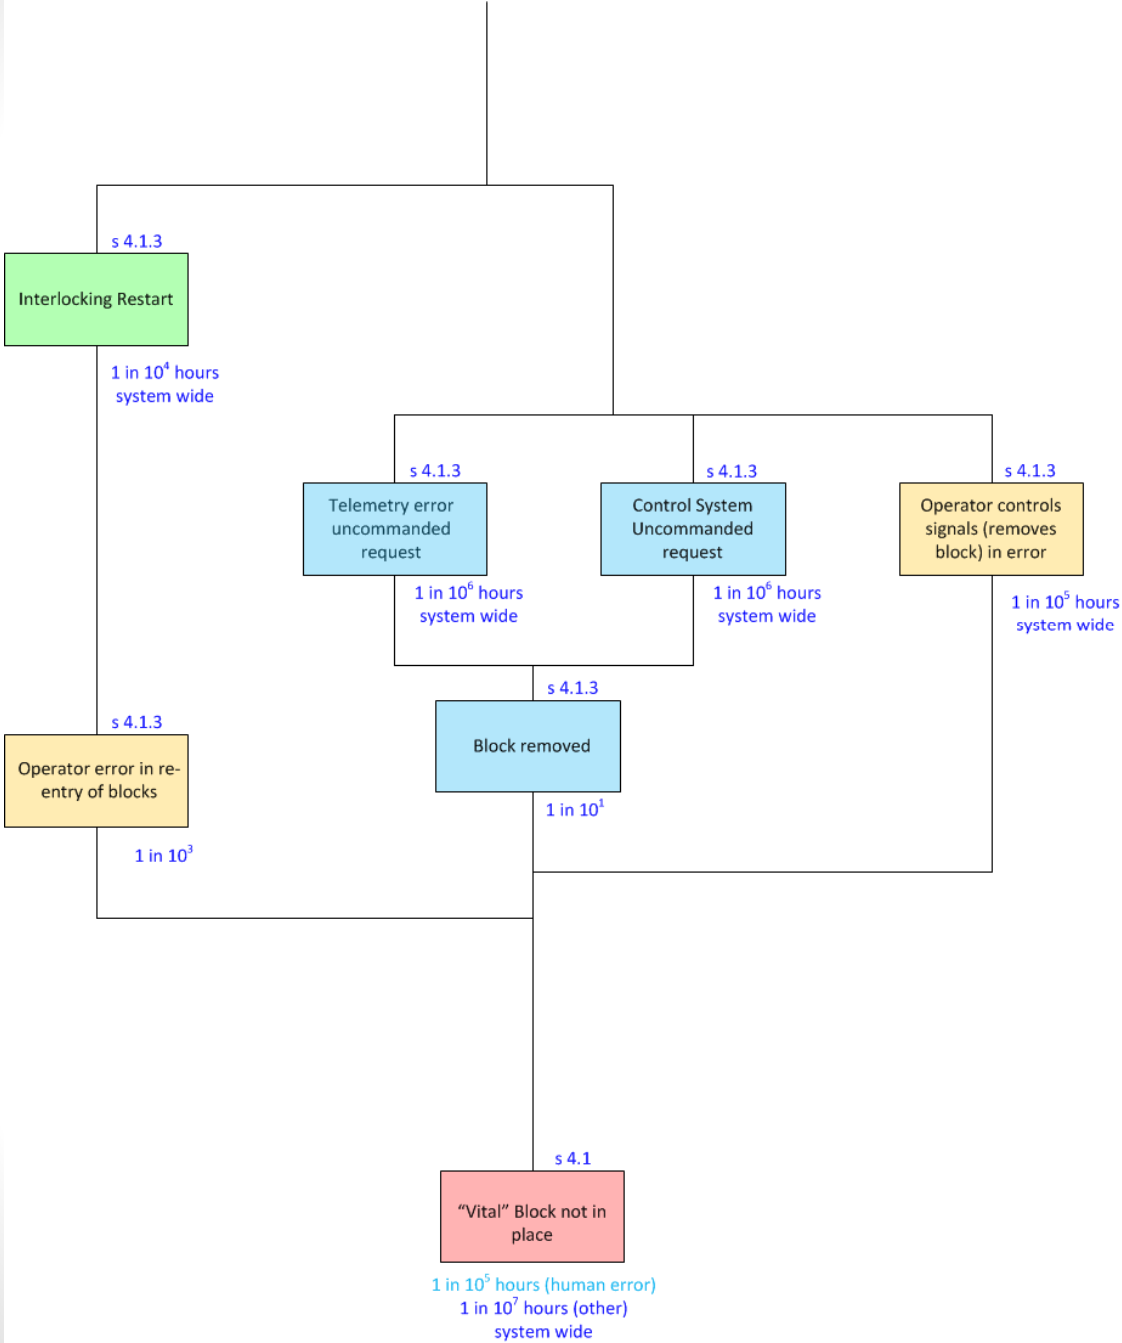 s 4.1.3
Interlocking Restart
1 in 10⁴ hours
system wide
s 4.1.3
Telemetry error
uncommanded
request
1 in 10⁶ hours
system wide
s 4.1.3
Control System
Uncommanded
request
1 in 10⁶ hours
system wide
s 4.1.3
Operator controls
signals (removes
block) in error
1 in 10⁵ hours
system wide
s 4.1.3
Block removed
1 in 10¹
s 4.1.3
Operator error in re-
entry of blocks
1 in 10³
s 4.1
“Vital” Block not in
place
1 in 10⁵ hours (human error)
1 in 10⁷ hours (other)
system wide